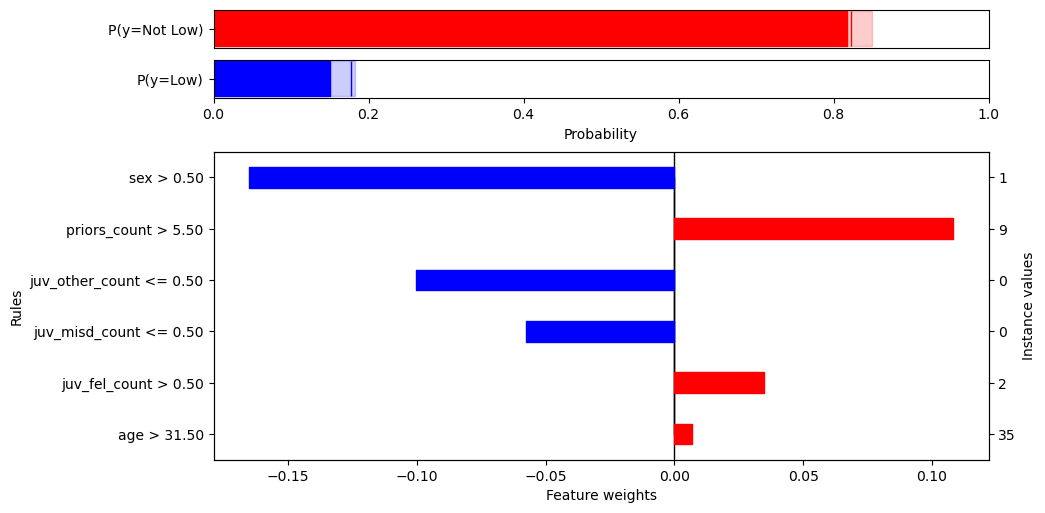 P(y=Not Low)
P(y=Low)
0.0 0.2 0.4 0.6 0.8 1.0
Probability
sex > 0.50 1
priors_count > 5.50 9
juv_other_count <= 0.50 0
juv_misd_count <= 0.50 0
juv_fel_count > 0.50 2
age > 31.50 35
Rules
Instance values
−0.15 −0.10 −0.05 0.00 0.05 0.10
Feature weights